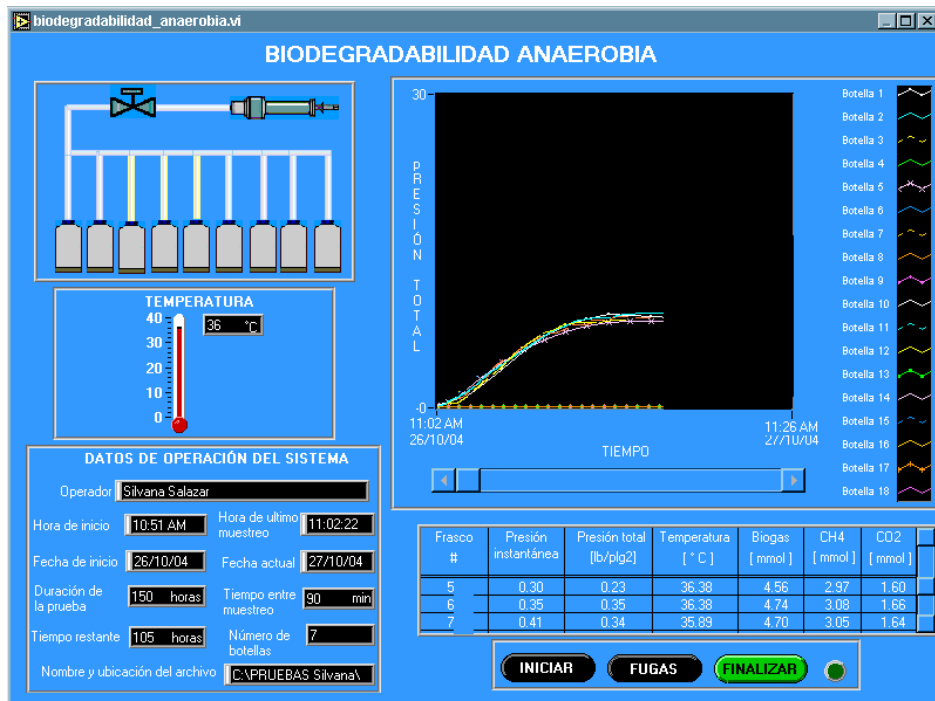 biodegradabilidad_anaerobia.vi
BIODEGRADABILIDAD ANAEROBIA
TEMPERATURA
40
30
20
10
0
36 °C
DATOS DE OPERACIÓN DEL SISTEMA
Operador Silvana Salazar
Hora de inicio 10:51 AM
Hora de ultimo muestreo 11:02:22
Fecha de inicio 26/10/04
Fecha actual 27/10/04
Duración de la prueba 150 horas
Tiempo entre muestreo 90 min
Tiempo restante 105 horas
Número de botellas 7
Nombre y ubicación del archivo C:\PRUEBAS Silvana\
30
PRESIÓN TOTAL
-0
11:02 AM
26/10/04
11:26 AM
27/10/04
TIEMPO
Botella 1
Botella 2
Botella 3
Botella 4
Botella 5
Botella 6
Botella 7
Botella 8
Botella 9
Botella 10
Botella 11
Botella 12
Botella 13
Botella 14
Botella 15
Botella 16
Botella 17
Botella 18
Frasco # Presión instantánea Presión total [lb/plg2] Temperatura [ ° C] Biogas [ mmol ] CH4 [ mmol ] CO2 [ mmol ]
5 0.30 0.23 36.38 4.56 2.97 1.60
6 0.35 0.35 36.38 4.74 3.08 1.66
7 0.41 0.34 35.89 4.70 3.05 1.64
INICIAR
FUGAS
FINALIZAR